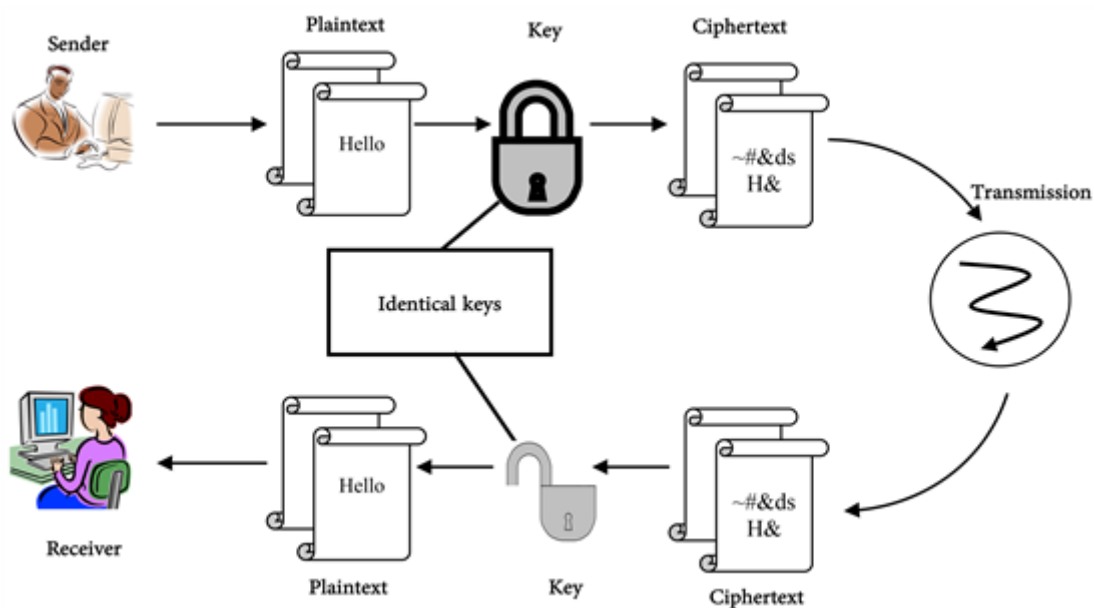 Sender
Plaintext
Key
Ciphertext
Hello
~#&ds
H&
Transmission
Identical keys
Hello
~#&ds
H&
Receiver
Plaintext
Key
Ciphertext